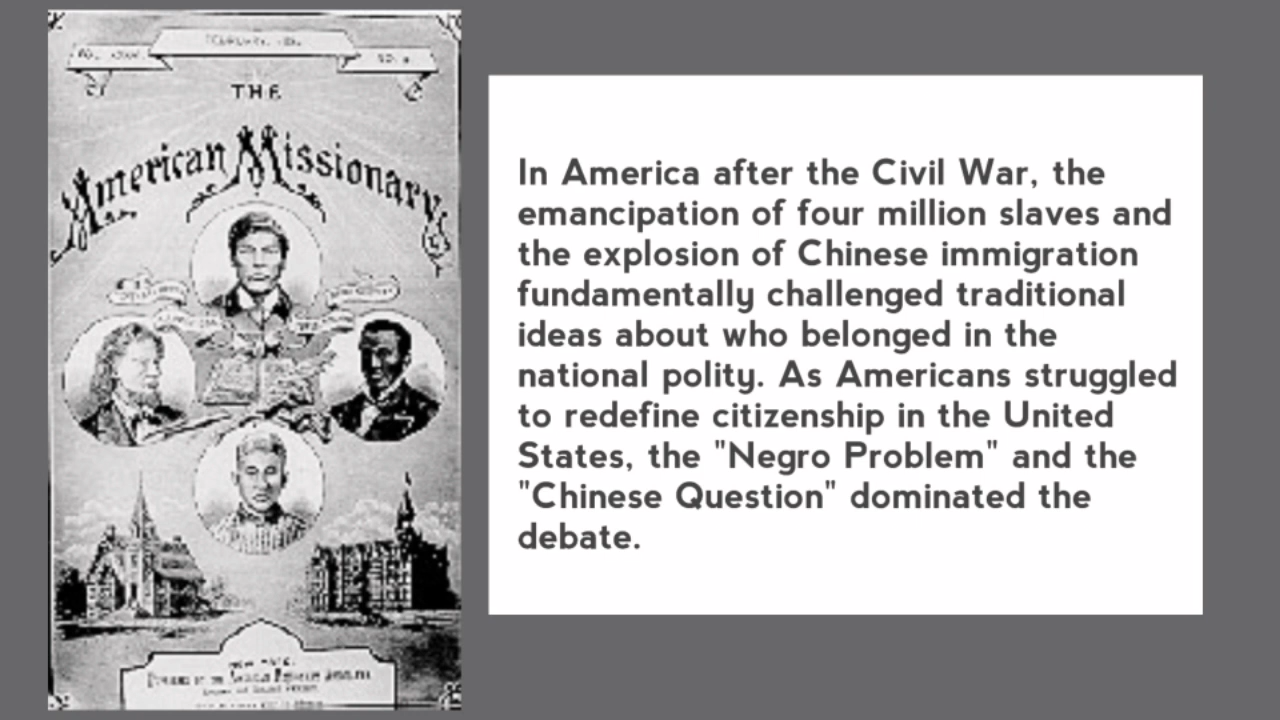 THE
American Missionary
In America after the Civil War, the
emancipation of four million slaves and
the explosion of Chinese immigration
fundamentally challenged traditional
ideas about who belonged in the
national polity. As Americans struggled
to redefine citizenship in the United
States, the "Negro Problem" and the
"Chinese Question" dominated the
debate.